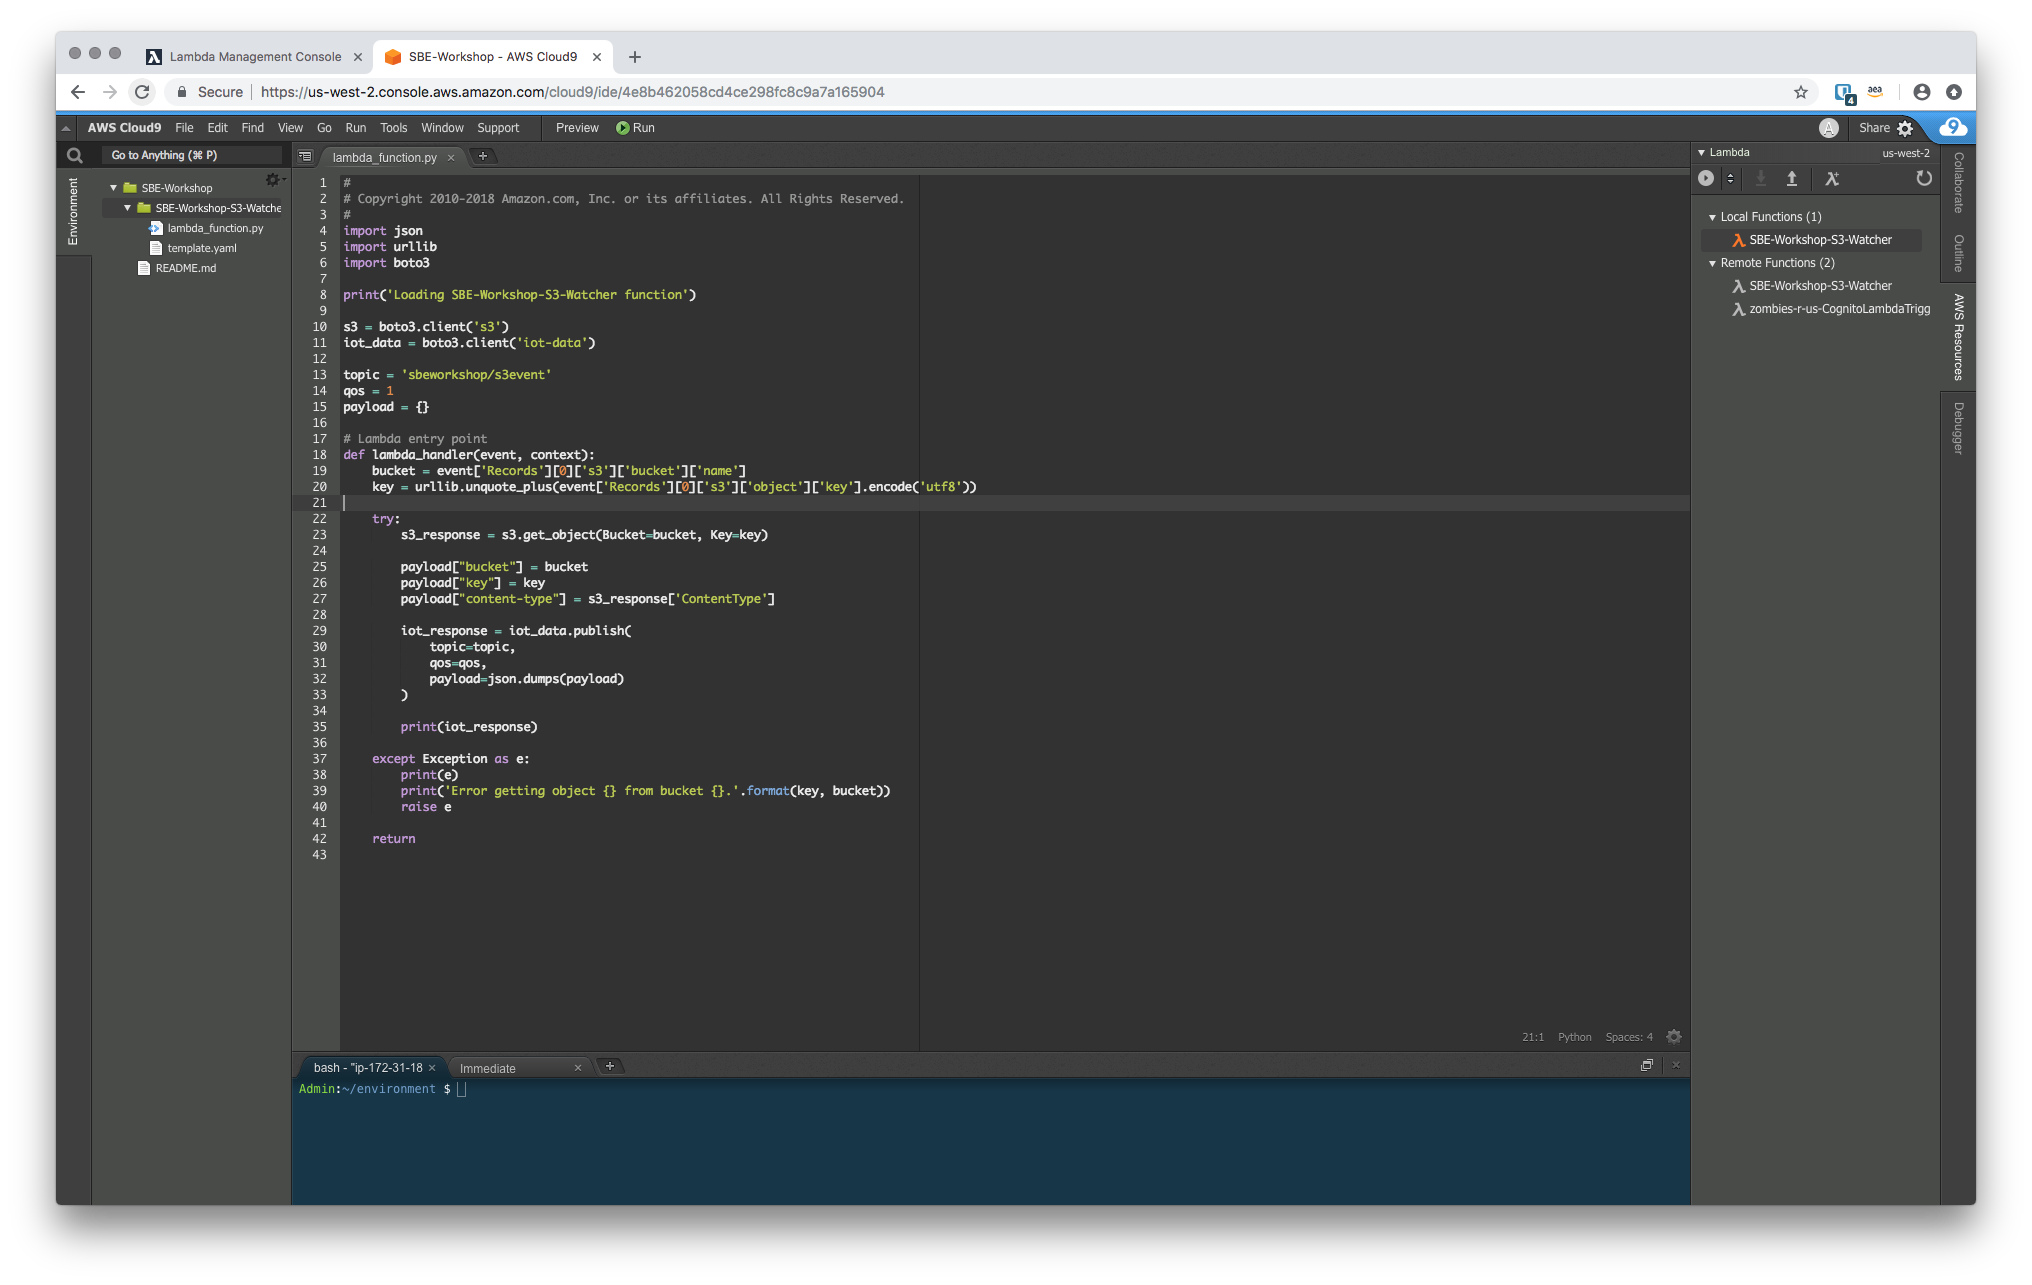 Lambda Management Console
SBE-Workshop - AWS Cloud9
Secure
https://us-west-2.console.aws.amazon.com/cloud9/ide/4e8b462058cd4ce298fc8c9a7a165904
4
aea
AWS Cloud9 File Edit Find View Go Run Tools Window Support Preview Run
A
Share
9
Go to Anything (⌘ P)
Environment
SBE-Workshop
SBE-Workshop-S3-Watche
lambda_function.py
template.yaml
README.md
lambda_function.py
1 #
2 # Copyright 2010-2018 Amazon.com, Inc. or its affiliates. All Rights Reserved.
3 #
4 import json
5 import urllib
6 import boto3
7
8 print('Loading SBE-Workshop-S3-Watcher function')
9
10 s3 = boto3.client('s3')
11 iot_data = boto3.client('iot-data')
12
13 topic = 'sbeworkshop/s3event'
14 qos = 1
15 payload = {}
16
17 # Lambda entry point
18 def lambda_handler(event, context):
19     bucket = event['Records'][0]['s3']['bucket']['name']
20     key = urllib.unquote_plus(event['Records'][0]['s3']['object']['key'].encode('utf8'))
21
22     try:
23         s3_response = s3.get_object(Bucket=bucket, Key=key)
24
25         payload["bucket"] = bucket
26         payload["key"] = key
27         payload["content-type"] = s3_response['ContentType']
28
29         iot_response = iot_data.publish(
30             topic=topic,
31             qos=qos,
32             payload=json.dumps(payload)
33         )
34
35         print(iot_response)
36
37     except Exception as e:
38         print(e)
39         print('Error getting object {} from bucket {}.'.format(key, bucket))
40         raise e
41
42     return
43
21:1 Python Spaces: 4
bash - "ip-172-31-18
Immediate
Admin:~/environment $
Lambda
us-west-2
Local Functions (1)
SBE-Workshop-S3-Watcher
Remote Functions (2)
SBE-Workshop-S3-Watcher
zombies-r-us-CognitoLambdaTrigg
Collaborate
Outline
AWS Resources
Debugger